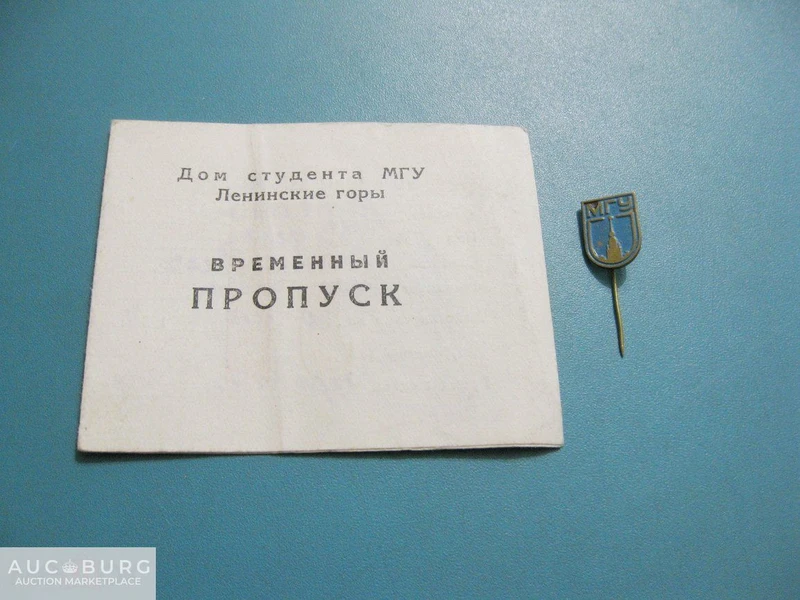 Дом студента МГУ
Ленинские горы
ВРЕМЕННЫЙ
ПРОПУСК
МГУ
AUCBURG
AUCTION MARKETPLACE